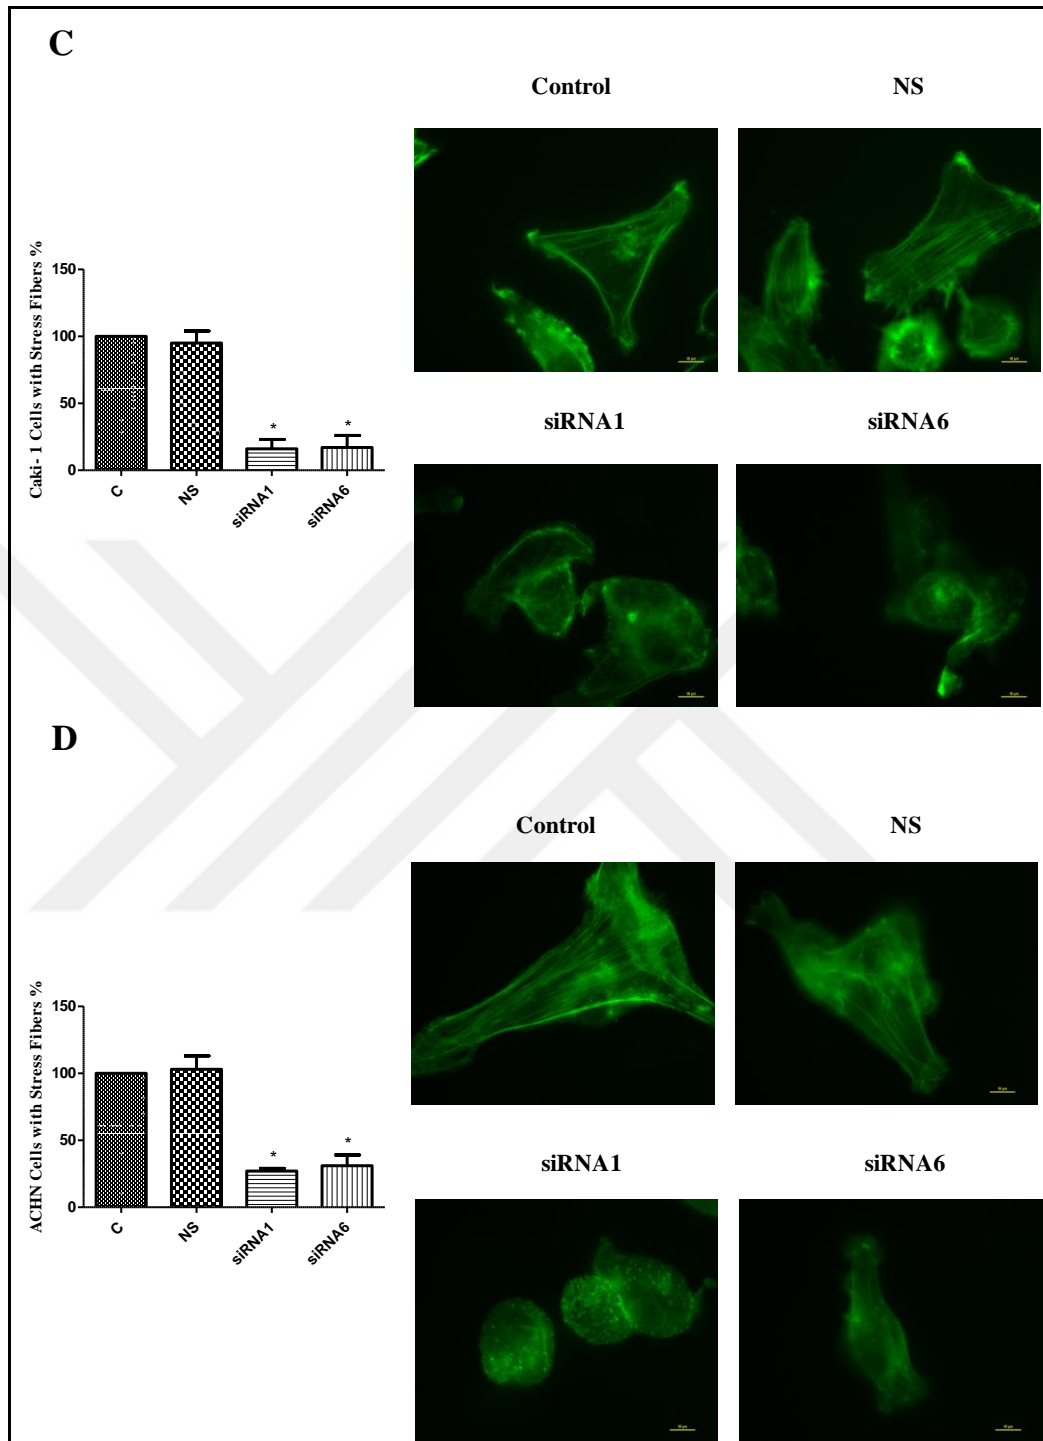 C
Control
NS
Caki- 1 Cells with Stress Fibers %
150
100
50
0
*
*
C
NS
siRNA1
siRNA6
siRNA1
siRNA6
D
Control
NS
ACHN Cells with Stress Fibers %
150
100
50
0
*
*
C
NS
siRNA1
siRNA6
siRNA1
siRNA6